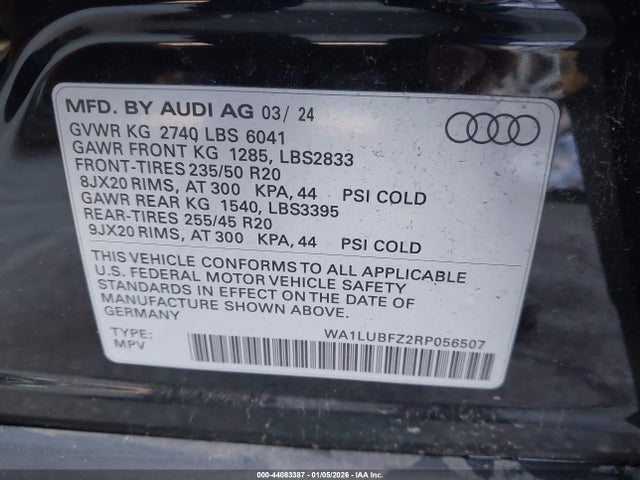 MFD. BY AUDI AG 03/ 24
GVWR KG 2740 LBS 6041
GAWR FRONT KG 1285, LBS2833
FRONT-TIRES 235/50 R20
8JX20 RIMS, AT 300 KPA, 44 PSI COLD
GAWR REAR KG 1540, LBS3395
REAR-TIRES 255/45 R20
9JX20 RIMS, AT 300 KPA, 44 PSI COLD
THIS VEHICLE CONFORMS TO ALL APPLICABLE
U.S. FEDERAL MOTOR VEHICLE SAFETY
STANDARDS IN EFFECT ON THE DATE OF
MANUFACTURE SHOWN ABOVE.
GERMANY
TYPE: WA1LUBFZ2RP056507
MPV
000-44083387 - 01/05/2026 - IAA Inc.